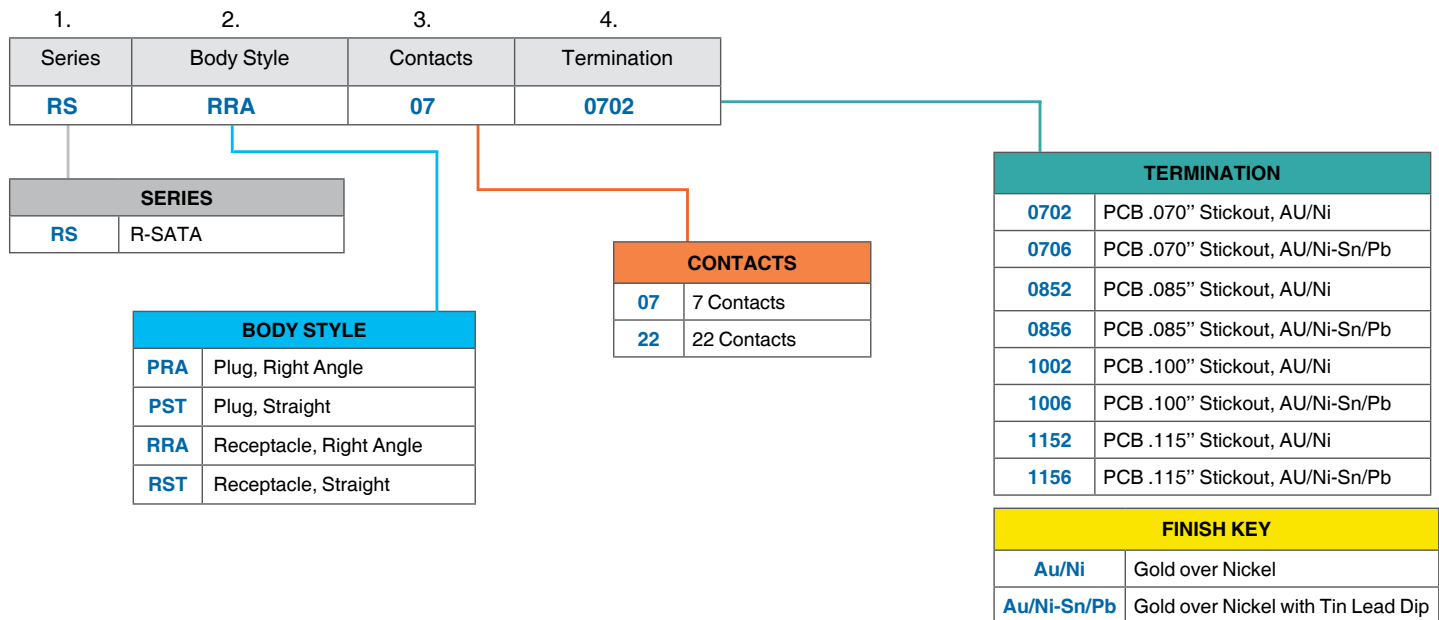 1. 2. 3. 4.
Series Body Style Contacts Termination
RS RRA 07 0702
SERIES
RS R-SATA
BODY STYLE
PRA Plug, Right Angle
PST Plug, Straight
RRA Receptacle, Right Angle
RST Receptacle, Straight
CONTACTS
07 7 Contacts
22 22 Contacts
TERMINATION
0702 PCB .070’’ Stickout, AU/Ni
0706 PCB .070’’ Stickout, AU/Ni-Sn/Pb
0852 PCB .085’’ Stickout, AU/Ni
0856 PCB .085’’ Stickout, AU/Ni-Sn/Pb
1002 PCB .100’’ Stickout, AU/Ni
1006 PCB .100’’ Stickout, AU/Ni-Sn/Pb
1152 PCB .115’’ Stickout, AU/Ni
1156 PCB .115’’ Stickout, AU/Ni-Sn/Pb
FINISH KEY
Au/Ni Gold over Nickel
Au/Ni-Sn/Pb Gold over Nickel with Tin Lead Dip